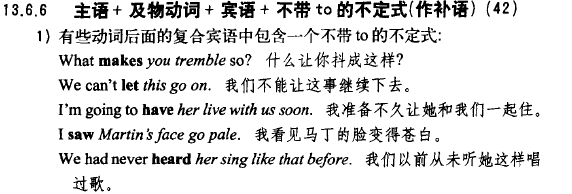 13.6.6 主语 + 及物动词 + 宾语 + 不带 to 的不定式(作补语) (42)
1) 有些动词后面的复合宾语中包含一个不带 to 的不定式:
What makes you tremble so? 什么让你抖成这样?
We can't let this go on. 我们不能让这事继续下去。
I'm going to have her live with us soon. 我准备不久让她和我们一起住。
I saw Martin's face go pale. 我看见马丁的脸变得苍白。
We had never heard her sing like that before. 我们以前从未听她这样唱
过歌。